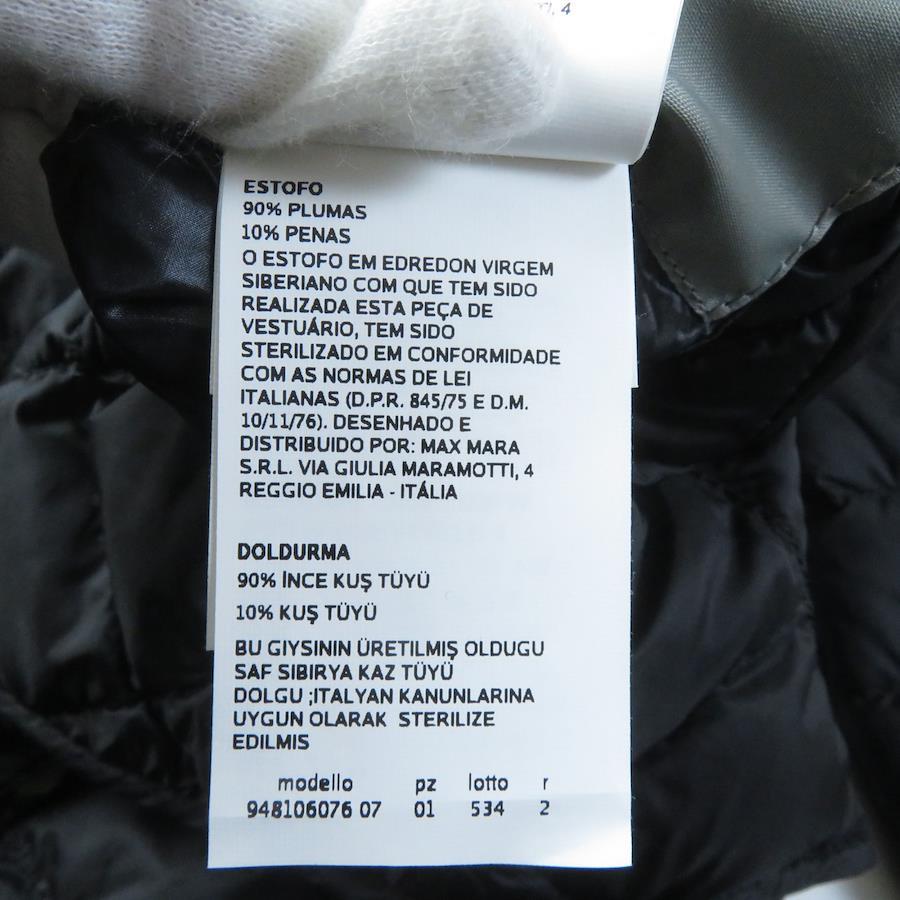 TI, 4
ESTOFO
90% PLUMAS
10% PENAS
O ESTOFO EM EDREDON VIRGEM
SIBERIANO COM QUE TEM SIDO
REALIZADA ESTA PEÇA DE
VESTUÁRIO, TEM SIDO
STERILIZADO EM CONFORMIDADE
COM AS NORMAS DE LEI
ITALIANAS (D.P.R. 845/75 E D.M.
10/11/76). DESENHADO E
DISTRIBUIDO POR: MAX MARA
S.R.L. VIA GIULIA MARAMOTTI, 4
REGGIO EMILIA - ITÁLIA
DOLDURMA
90% İNCE KUŞ TÜYÜ
10% KUŞ TÜYÜ
BU GIYSININ ÜRETILMIŞ OLDUGU
SAF SIBIRYA KAZ TÜYÜ
DOLGU ;ITALYAN KANUNLARINA
UYGUN OLARAK STERILIZE
EDILMIS
modello pz lotto r
948106076 07 01 534 2